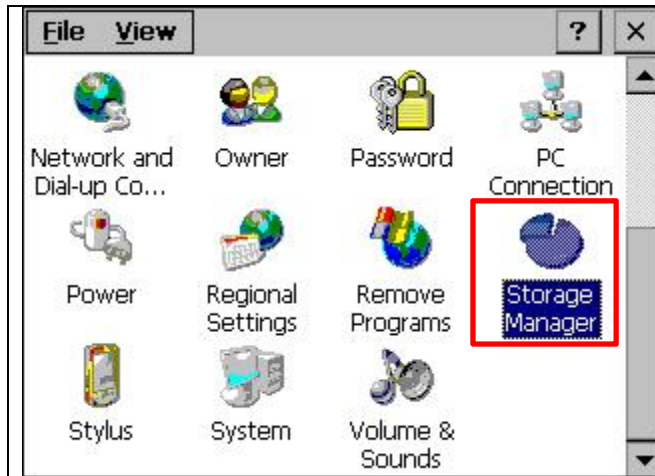 File View ? ×
Network and Owner Password PC
Dial-up Co... Connection
Power Regional Remove Storage
Settings Programs Manager
Stylus System Volume &
Sounds